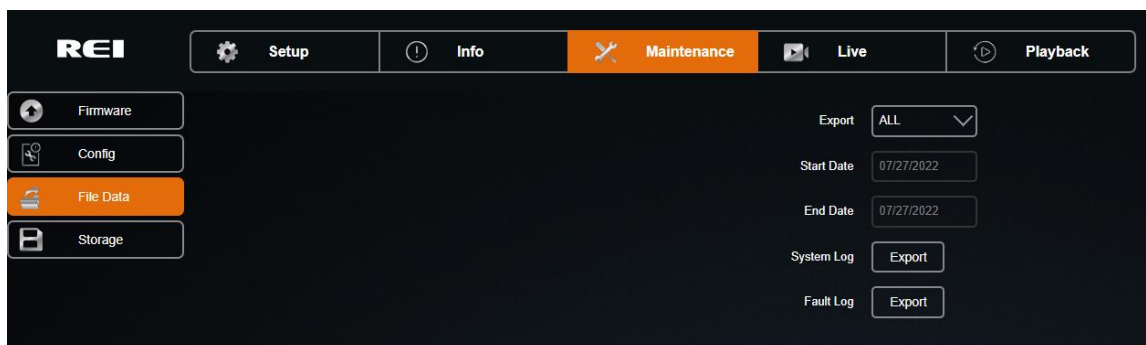 REI Setup Info Maintenance Live Playback
Firmware
Config
File Data
Storage
Export ALL
Start Date 07/27/2022
End Date 07/27/2022
System Log Export
Fault Log Export